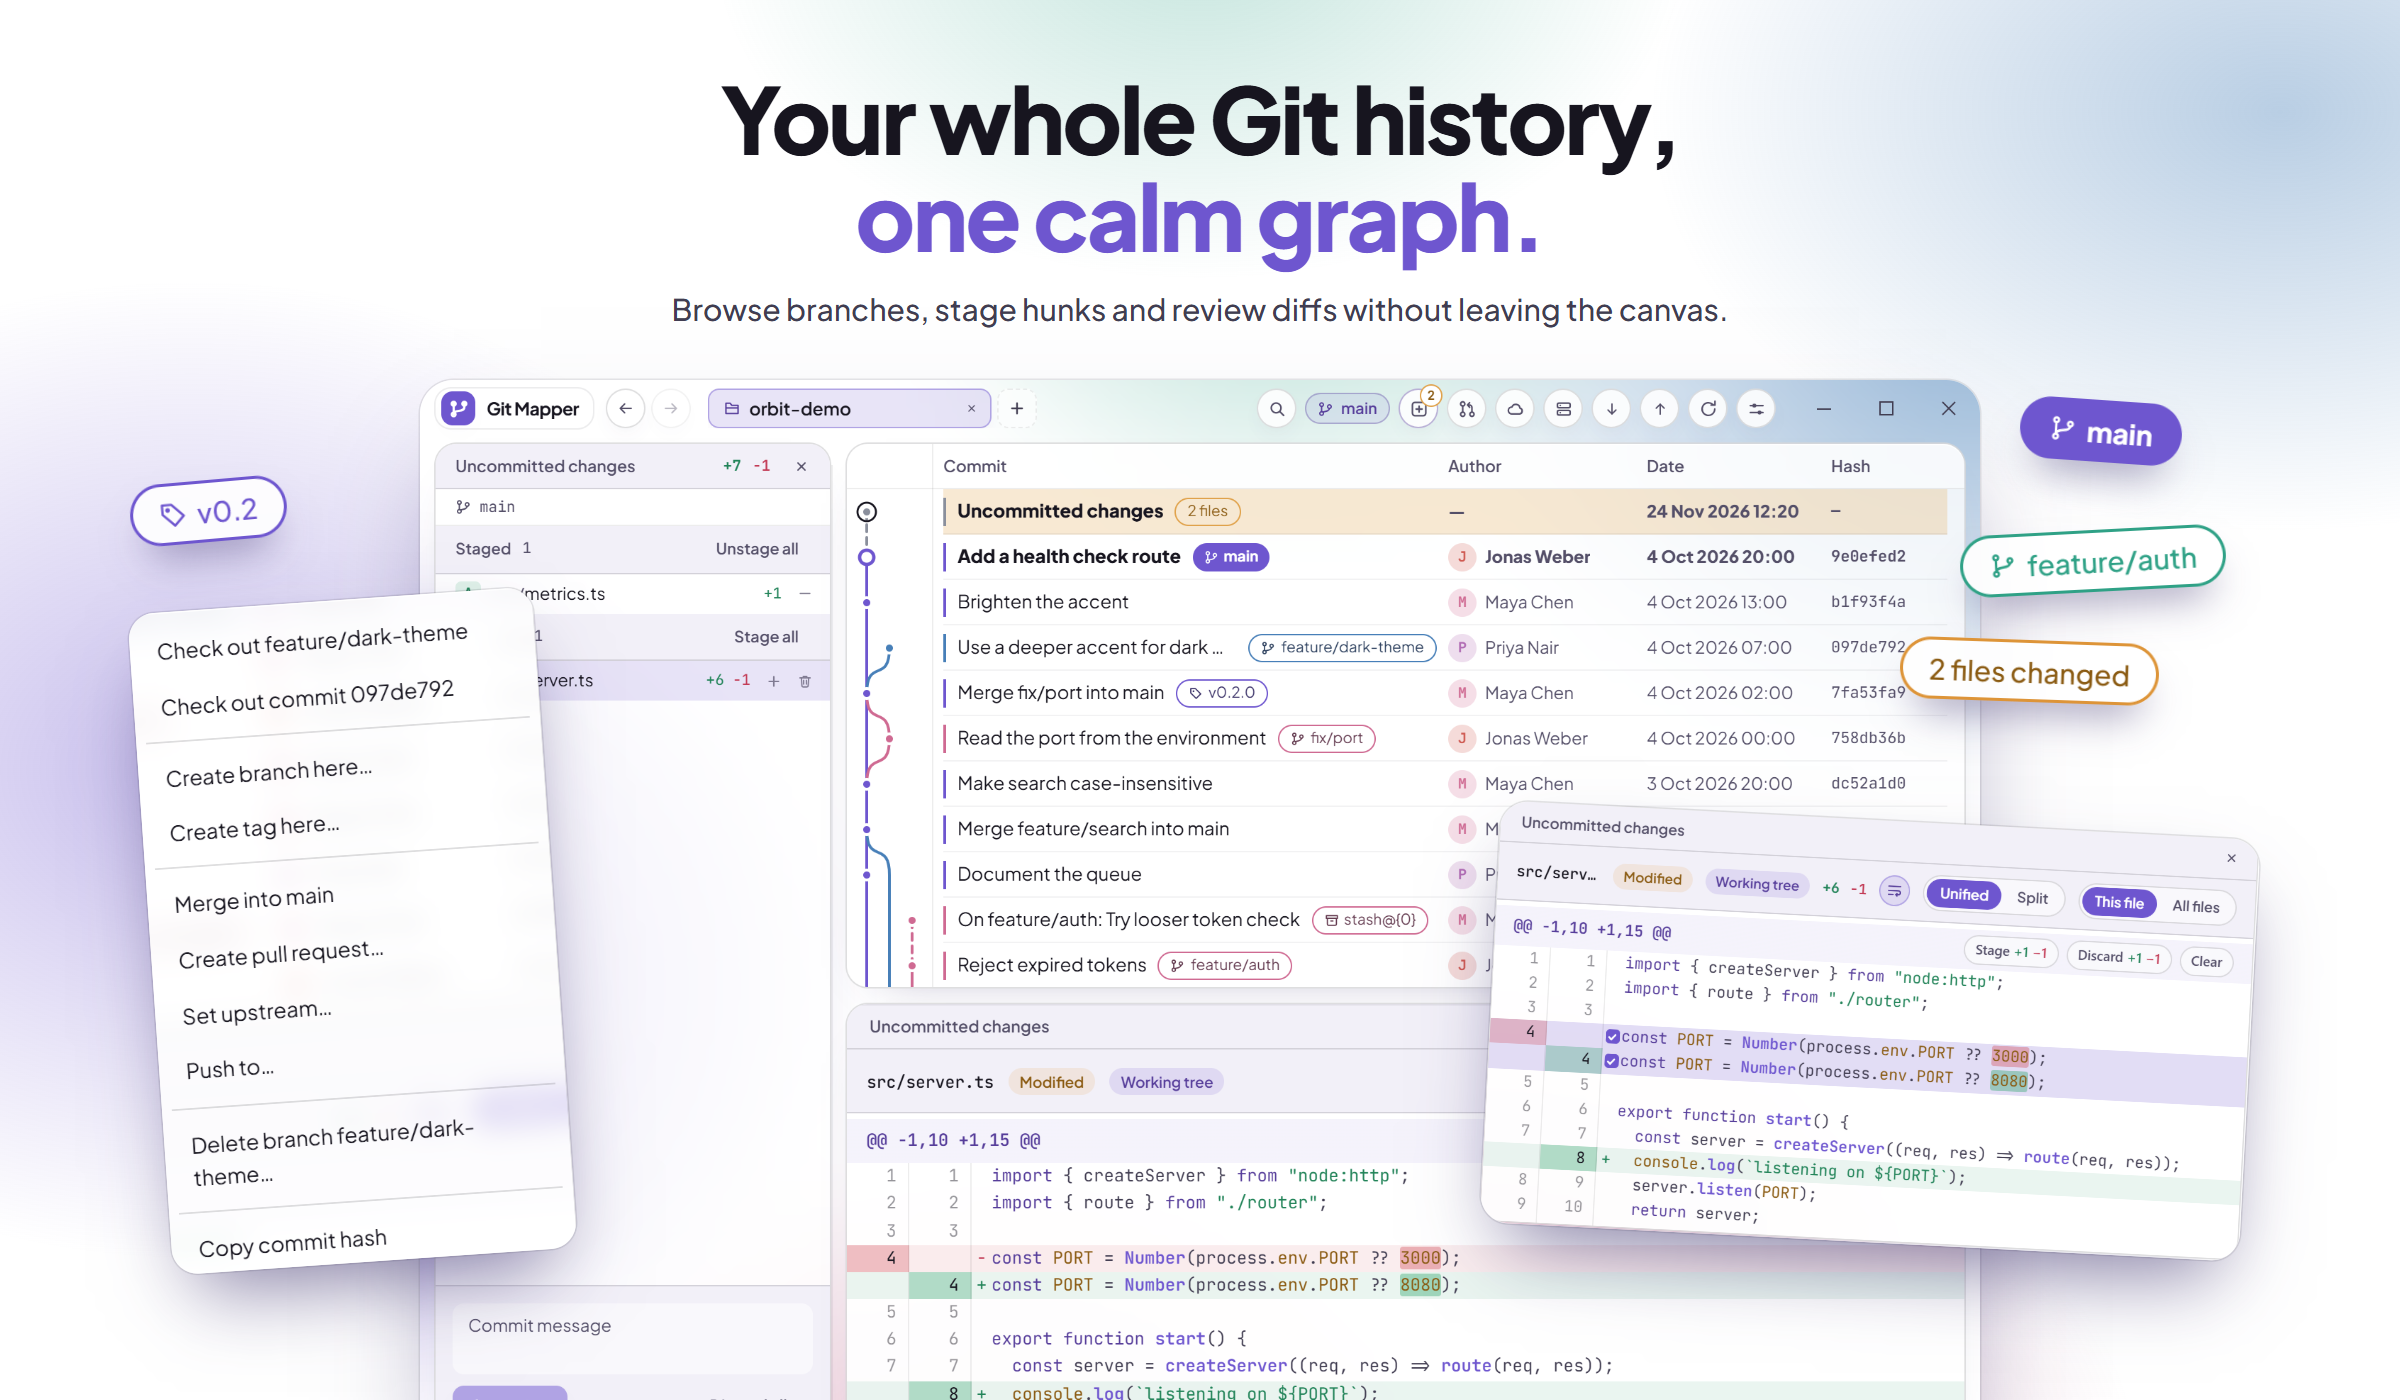 Your whole Git history,
one calm graph.
Browse branches, stage hunks and review diffs without leaving the canvas.
Git Mapper
orbit-demo
main
2
main
v0.2
feature/auth
2 files changed
Uncommitted changes +7 -1
main
Staged 1 Unstage all
/metrics.ts +1
1 Stage all
erver.ts +6 -1
Commit message
Check out feature/dark-theme
Check out commit 097de792
Create branch here...
Create tag here...
Merge into main
Create pull request...
Set upstream...
Push to...
Delete branch feature/dark-
theme...
Copy commit hash
Commit Author Date Hash
Uncommitted changes 2 files — 24 Nov 2026 12:20 –
Add a health check route main J Jonas Weber 4 Oct 2026 20:00 9e0efed2
Brighten the accent M Maya Chen 4 Oct 2026 13:00 b1f93f4a
Use a deeper accent for dark ... feature/dark-theme P Priya Nair 4 Oct 2026 07:00 097de792
Merge fix/port into main v0.2.0 M Maya Chen 4 Oct 2026 02:00 7fa53fa9
Read the port from the environment fix/port J Jonas Weber 4 Oct 2026 00:00 758db36b
Make search case-insensitive M Maya Chen 3 Oct 2026 20:00 dc52a1d0
Merge feature/search into main M M
Document the queue P P
On feature/auth: Try looser token check stash@{0} M M
Reject expired tokens feature/auth J J
Uncommitted changes
src/server.ts Modified Working tree
@@ -1,10 +1,15 @@
1 1 import { createServer } from "node:http";
2 2 import { route } from "./router";
3 3
4 - const PORT = Number(process.env.PORT ?? 3000);
4 + const PORT = Number(process.env.PORT ?? 8080);
5 5
6 6 export function start() {
7 7 const server = createServer((req, res) => route(req, res));
8 + console.log(`listening on ${PORT}`);
Uncommitted changes
src/serv... Modified Working tree +6 -1 Unified Split This file All files
@@ -1,10 +1,15 @@
Stage +1 −1 Discard +1 −1 Clear
1 1 import { createServer } from "node:http";
2 2 import { route } from "./router";
3 3
4 const PORT = Number(process.env.PORT ?? 3000);
4 const PORT = Number(process.env.PORT ?? 8080);
5 5
6 6 export function start() {
7 7 const server = createServer((req, res) => route(req, res));
8 + console.log(`listening on ${PORT}`);
8 9 server.listen(PORT);
9 10 return server;